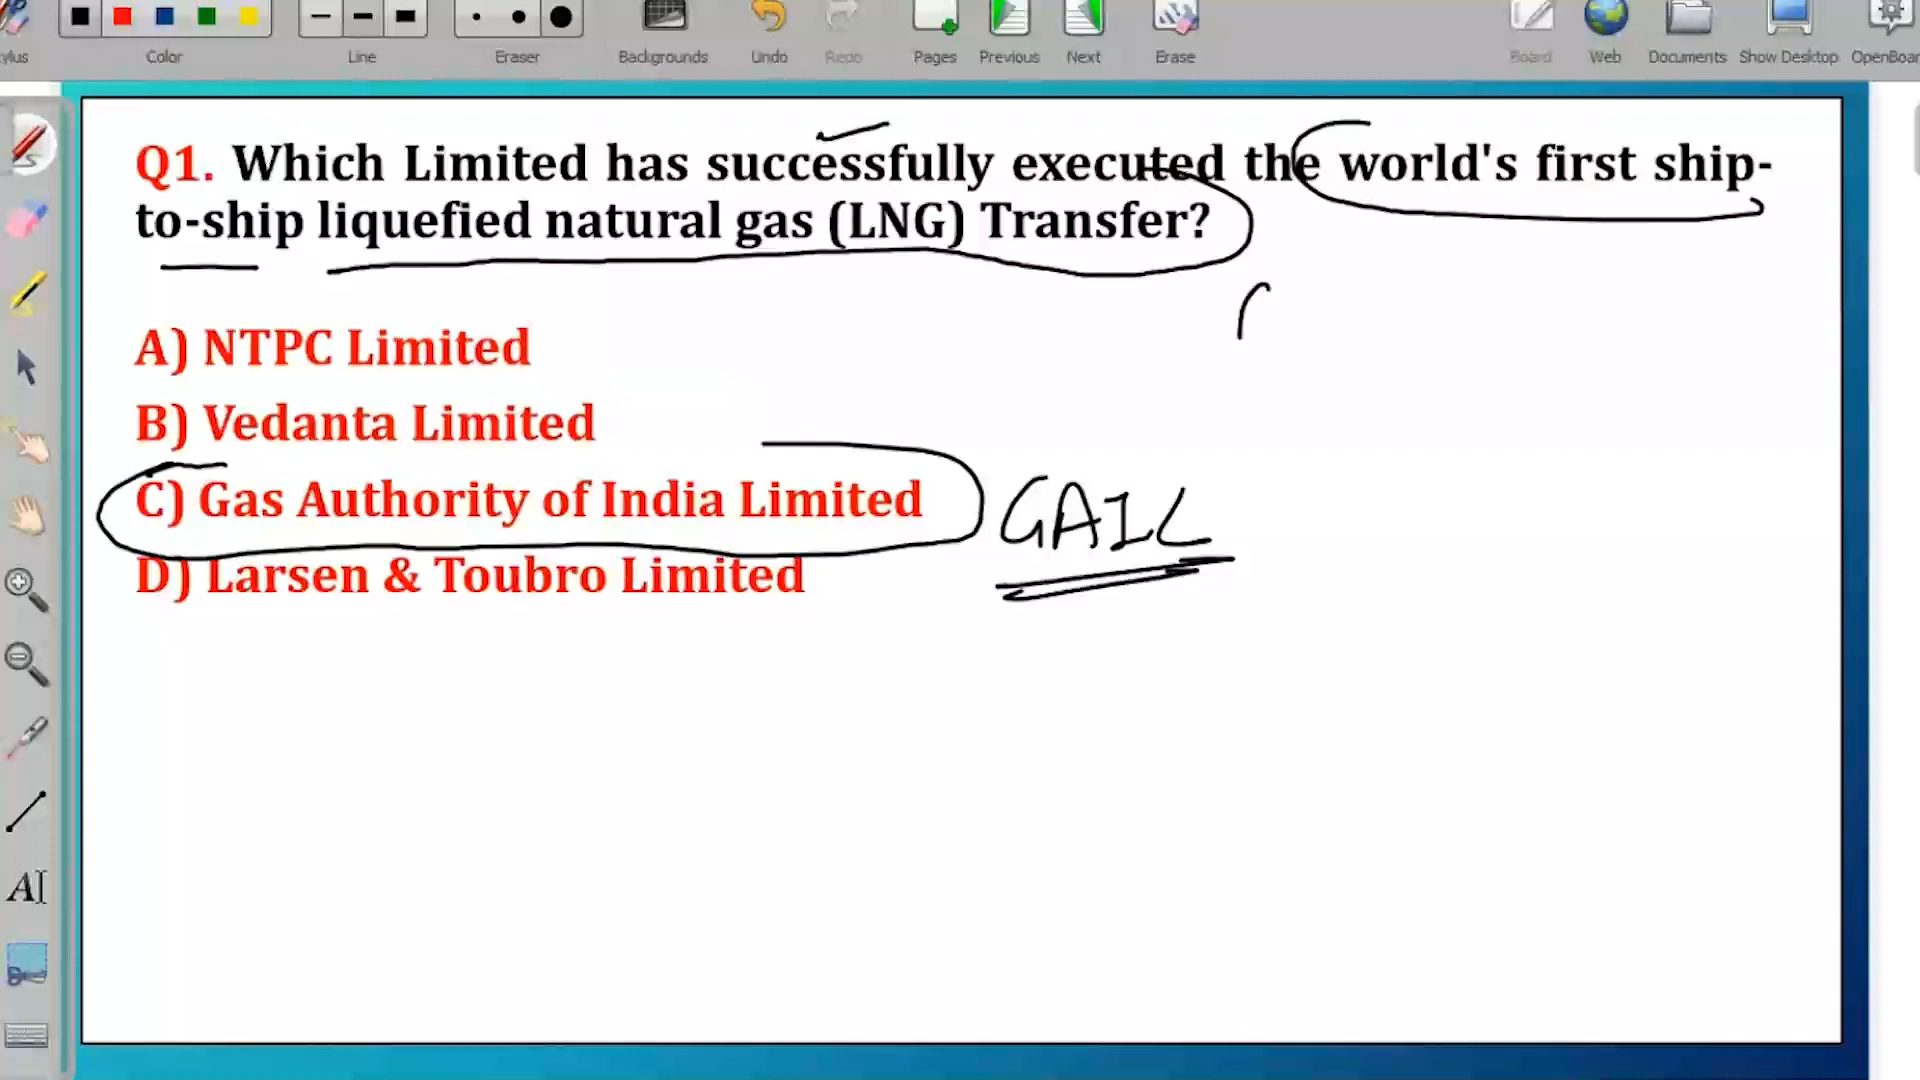 ylus
Color
Line
Eraser
Backgrounds
Undo
Redo
Pages
Previous
Next
Erase
Board
Web
Documents
Show Desktop
OpenBoar
Q1. Which Limited has successfully executed the world's first ship-
to-ship liquefied natural gas (LNG) Transfer?
A) NTPC Limited
B) Vedanta Limited
C) Gas Authority of India Limited
GAIL
D) Larsen & Toubro Limited